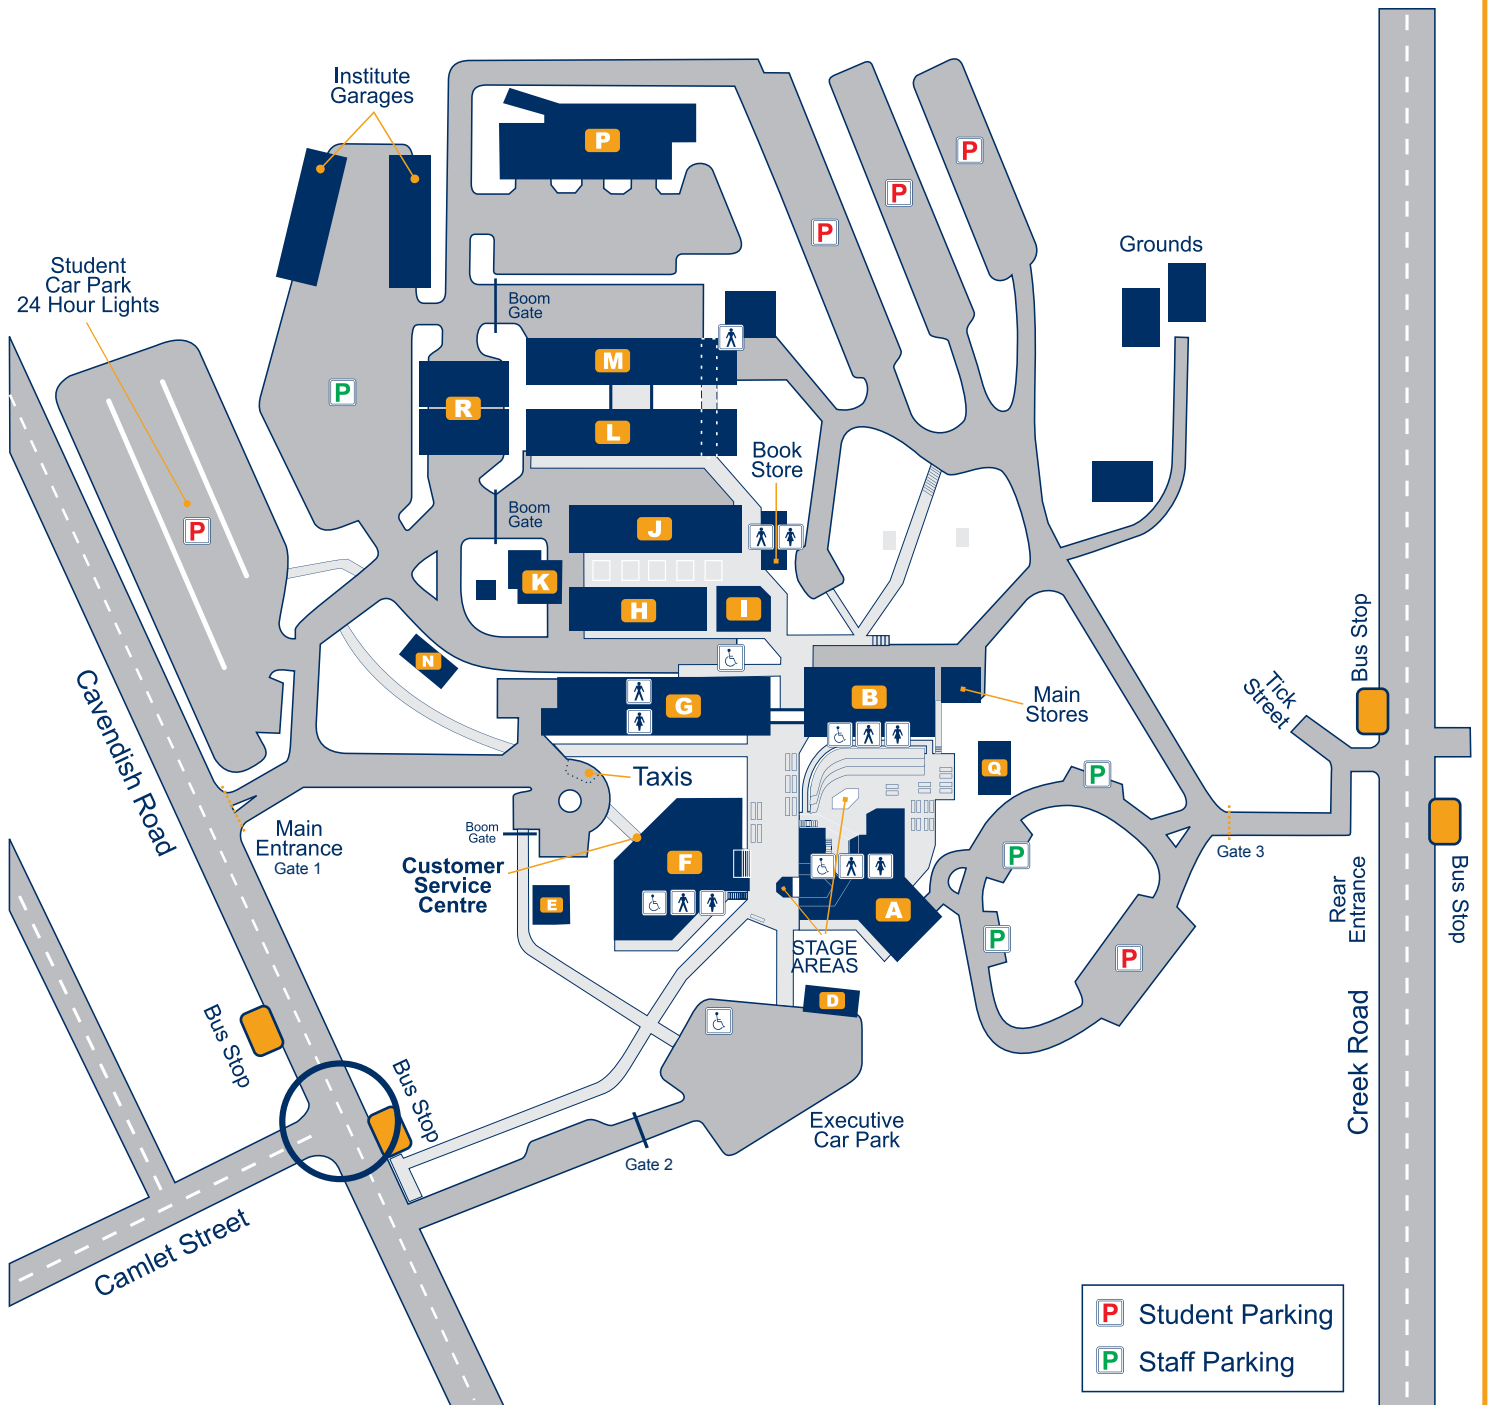 Institute
Garages
P
P
P
P
Grounds
Student
Car Park
24 Hour Lights
Boom
Gate
M
P
R
L
Book
Store
Boom
Gate
J
P
K
H
I
Bus Stop
N
G
B
Main
Stores
Tick
Street
Cavendish Road
Taxis
Q
P
Main
Entrance
Gate 1
Boom
Gate
Customer
Service
Centre
F
P
Gate 3
E
A
Rear
Entrance
Bus Stop
P
P
STAGE
AREAS
D
Bus Stop
Bus Stop
Creek Road
Executive
Car Park
Gate 2
Camlet Street
P Student Parking
P Staff Parking